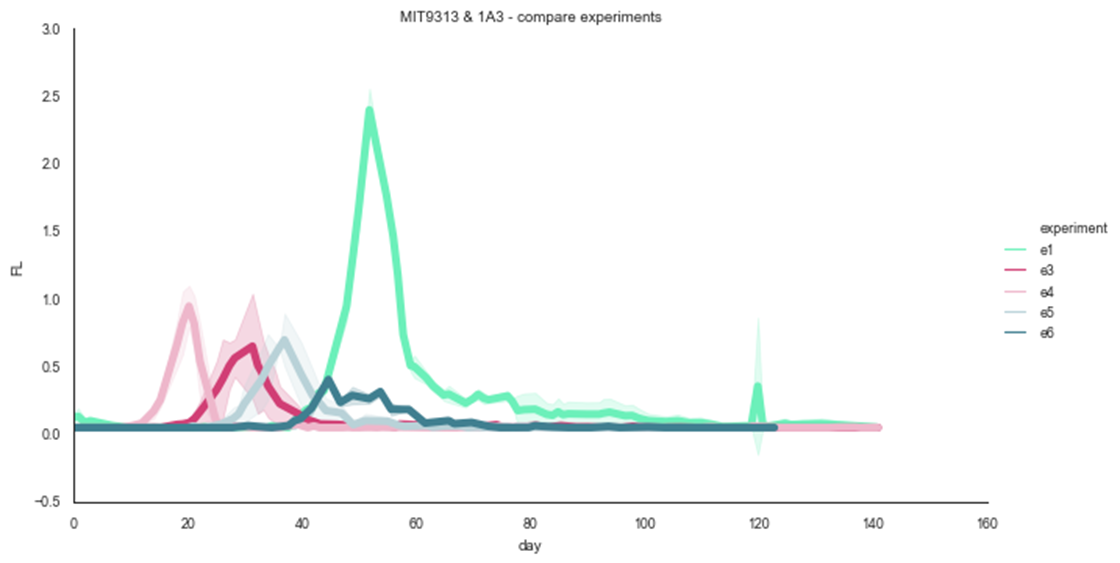 MIT9313 & 1A3 - compare experiments
3.0
2.5
2.0
1.5
1.0
0.5
0.0
−0.5
FL
0 20 40 60 80 100 120 140 160
day
experiment
e1
e3
e4
e5
e6